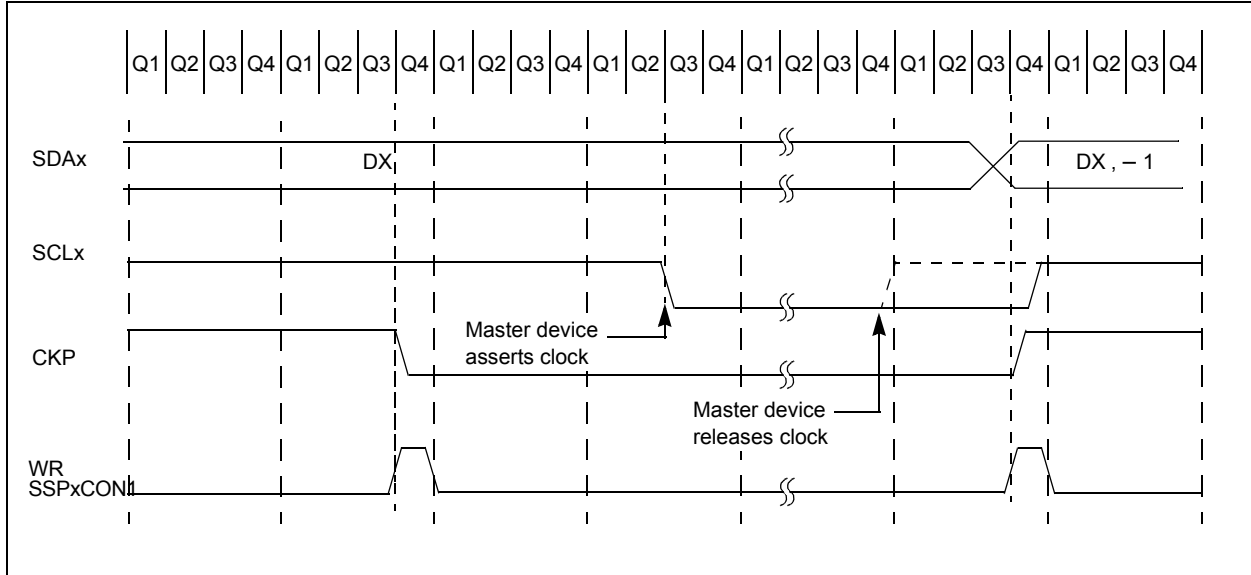 Q1 Q2 Q3 Q4 Q1 Q2 Q3 Q4 Q1 Q2 Q3 Q4 Q1 Q2 Q3 Q4 Q1 Q2 Q3 Q4 Q1 Q2 Q3 Q4 Q1 Q2 Q3 Q4
SDAx
DX
DX , – 1
SCLx
Master device
asserts clock
CKP
Master device
releases clock
WR
SSPxCON1